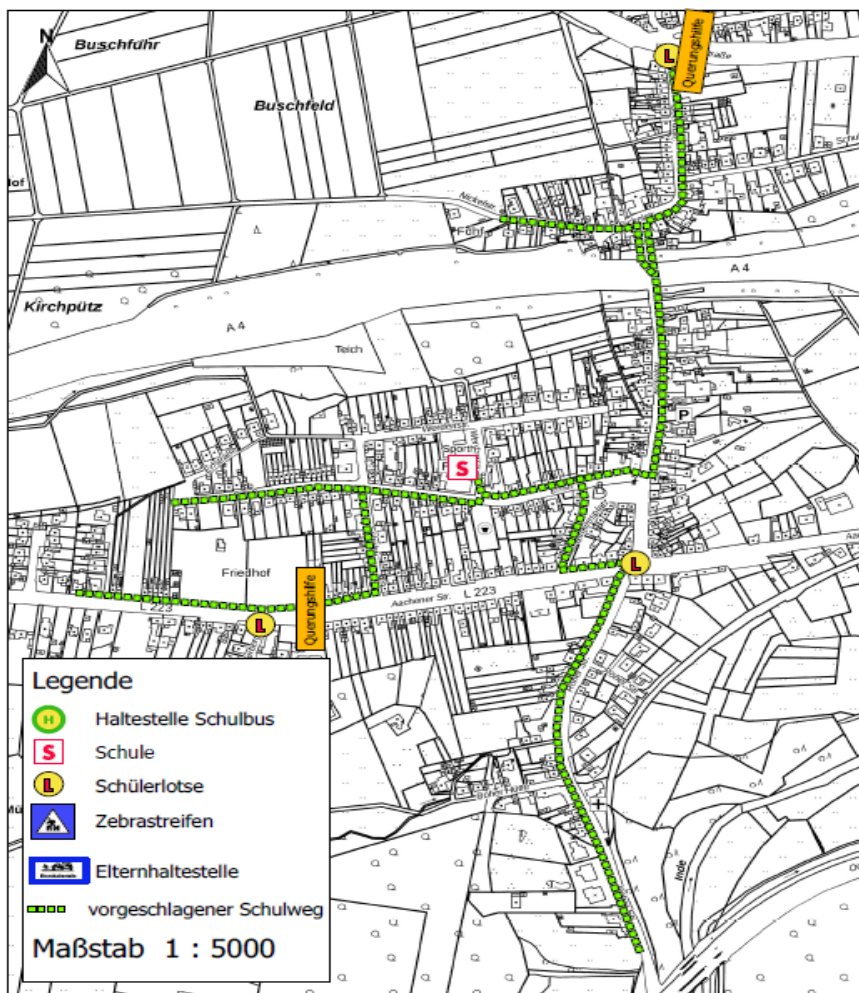 N
Buschfuhr
Buschfeld
L
Querungshilfe
Nickelstr.
A 4
Kirchpütz
A 4
Teich
P
S
Friedhof
Querungshilfe
L
L 223
Aachener Str.
L 223
L
Inde
Legende
H Haltestelle Schulbus
S Schule
L Schülerlotse
Zebrastreifen
Elternhaltestelle
vorgeschlagener Schulweg
Maßstab 1 : 5000